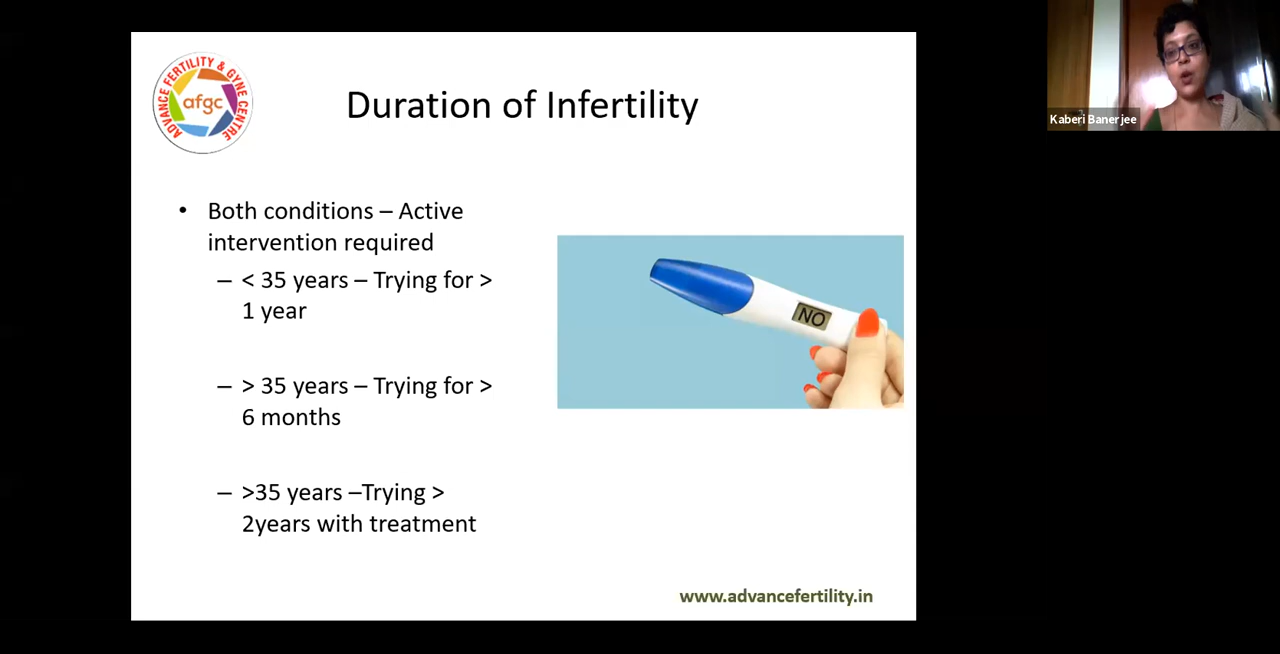 ADVANCE FERTILITY & GYNE CENTRE
afgc
Duration of Infertility
• Both conditions – Active
intervention required
– < 35 years – Trying for >
1 year
– > 35 years – Trying for >
6 months
– >35 years –Trying >
2years with treatment
NO
www.advancefertility.in
Kaberi Banerjee